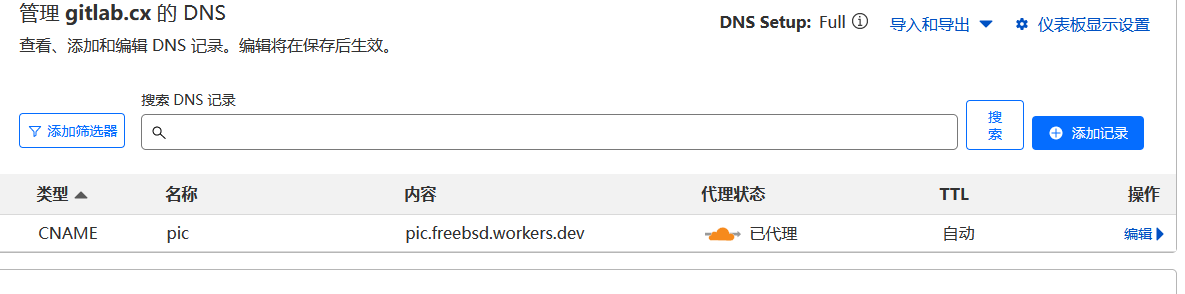 管理 gitlab.cx 的 DNS
DNS Setup: Full
导入和导出
仪表板显示设置
查看、添加和编辑 DNS 记录。编辑将在保存后生效。
搜索 DNS 记录
添加筛选器
搜
索
添加记录
类型 名称 内容 代理状态 TTL 操作
CNAME pic pic.freebsd.workers.dev 已代理 自动 编辑